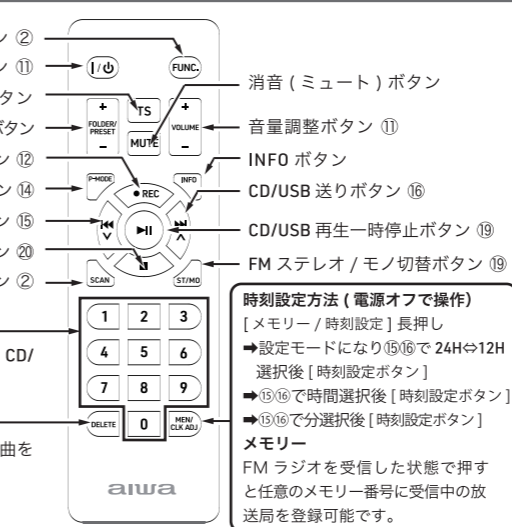 ン ②
ン ⑪
タン
ボタン
ン ⑫
ン ⑭
ン ⑮
ン ⑳
ン ②
CD/
曲を
I/⏻
FUNC.
+
FOLDER/
PRESET
−
TS
MUTE
+
VOLUME
−
P-MODE
● REC
INFO
SCAN
ST/MO
1 2 3
4 5 6
7 8 9
DELETE
0
MEN/
CLK ADJ
aiwa
消音 ( ミュート ) ボタン
音量調整ボタン ⑪
INFO ボタン
CD/USB 送りボタン ⑯
CD/USB 再生一時停止ボタン ⑲
FM ステレオ / モノ切替ボタン ⑲
時刻設定方法 ( 電源オフで操作）
[ メモリー / 時刻設定 ] 長押し
➡設定モードになり⑮⑯で 24H⇔12H
選択後 [ 時刻設定ボタン ]
➡⑮⑯で時間選択後 [ 時刻設定ボタン ]
➡⑮⑯で分選択後 [ 時刻設定ボタン ]
メモリー
FM ラジオを受信した状態で押す
と任意のメモリー番号に受信中の放
送局を登録可能です。